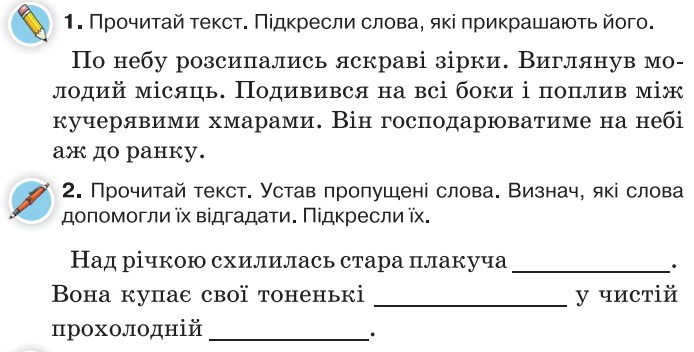 1. Прочитай текст. Підкресли слова, які прикрашають його.
По небу розсипались яскраві зірки. Виглянув мо-
лодий місяць. Подивився на всі боки і поплив між
кучерявими хмарами. Він господарюватиме на небі
аж до ранку.
2. Прочитай текст. Устав пропущені слова. Визнач, які слова
допомогли їх відгадати. Підкресли їх.
Над річкою схилилась стара плакуча ____________.
Вона купає свої тоненькі ______________ у чистій
прохолодній ____________.